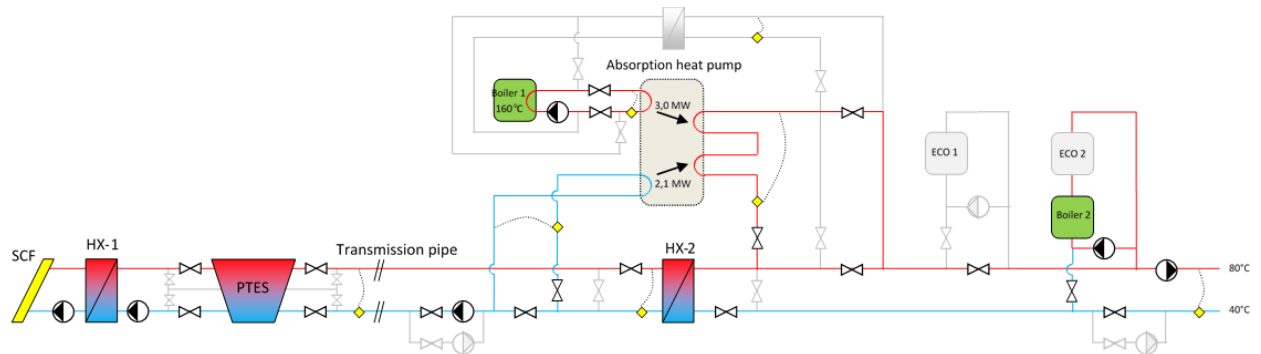 Absorption heat pump
Boiler 1
160°C
3,0 MW
2,1 MW
ECO 1
ECO 2
Boiler 2
SCF
HX-1
PTES
Transmission pipe
HX-2
80°C
40°C